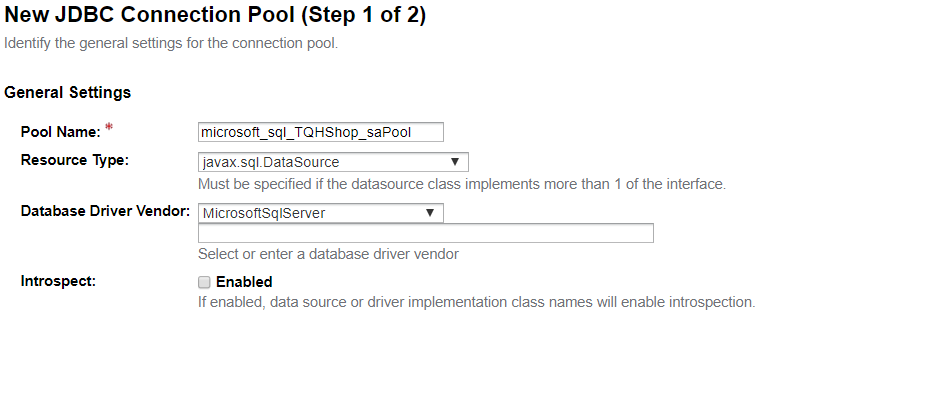 New JDBC Connection Pool (Step 1 of 2)
Identify the general settings for the connection pool.
General Settings
Pool Name: * microsoft_sql_TQHShop_saPool
Resource Type: javax.sql.DataSource ▼
Must be specified if the datasource class implements more than 1 of the interface.
Database Driver Vendor: MicrosoftSqlServer ▼
Select or enter a database driver vendor
Introspect: Enabled
If enabled, data source or driver implementation class names will enable introspection.